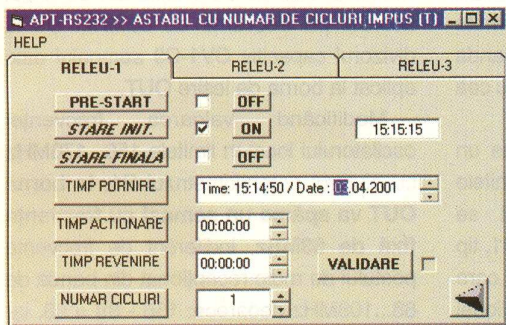 APT-RS232 >> ASTABIL CU NUMAR DE CICLURI IMPUS (T)
HELP
RELEU-1 RELEU-2 RELEU-3
PRE-START OFF
STARE INIT. ON 15:15:15
STARE FINALA OFF
TIMP PORNIRE Time: 15:14:50 / Date : 03.04.2001
TIMP ACTIONARE 00:00:00
TIMP REVENIRE 00:00:00 VALIDARE
NUMAR CICLURI 1